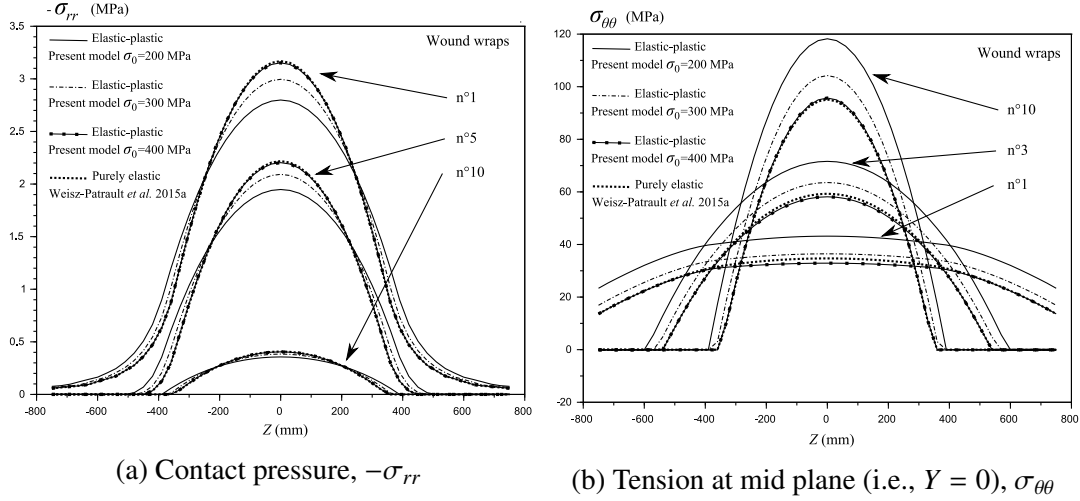 -σrr (MPa)
3.5
3
2.5
2
1.5
1
0,5
0
-800
-600
-400
-200
0
200
400
600
800
Z (mm)
Elastic-plastic
Present model σ0=200 MPa
Elastic-plastic
Present model σ0=300 MPa
Elastic-plastic
Present model σ0=400 MPa
Purely elastic
Weisz-Patrault et al. 2015a
Wound wraps
n°1
n°5
n°10
(a) Contact pressure, −σrr
σθθ (MPa)
120
100
80
60
40
20
0
-800
-600
-400
-200
0
200
400
600
800
Z (mm)
Elastic-plastic
Present model σ0=200 MPa
Elastic-plastic
Present model σ0=300 MPa
Elastic-plastic
Present model σ0=400 MPa
Purely elastic
Weisz-Patrault et al. 2015a
Wound wraps
n°10
n°3
n°1
(b) Tension at mid plane (i.e., Y = 0), σθθ